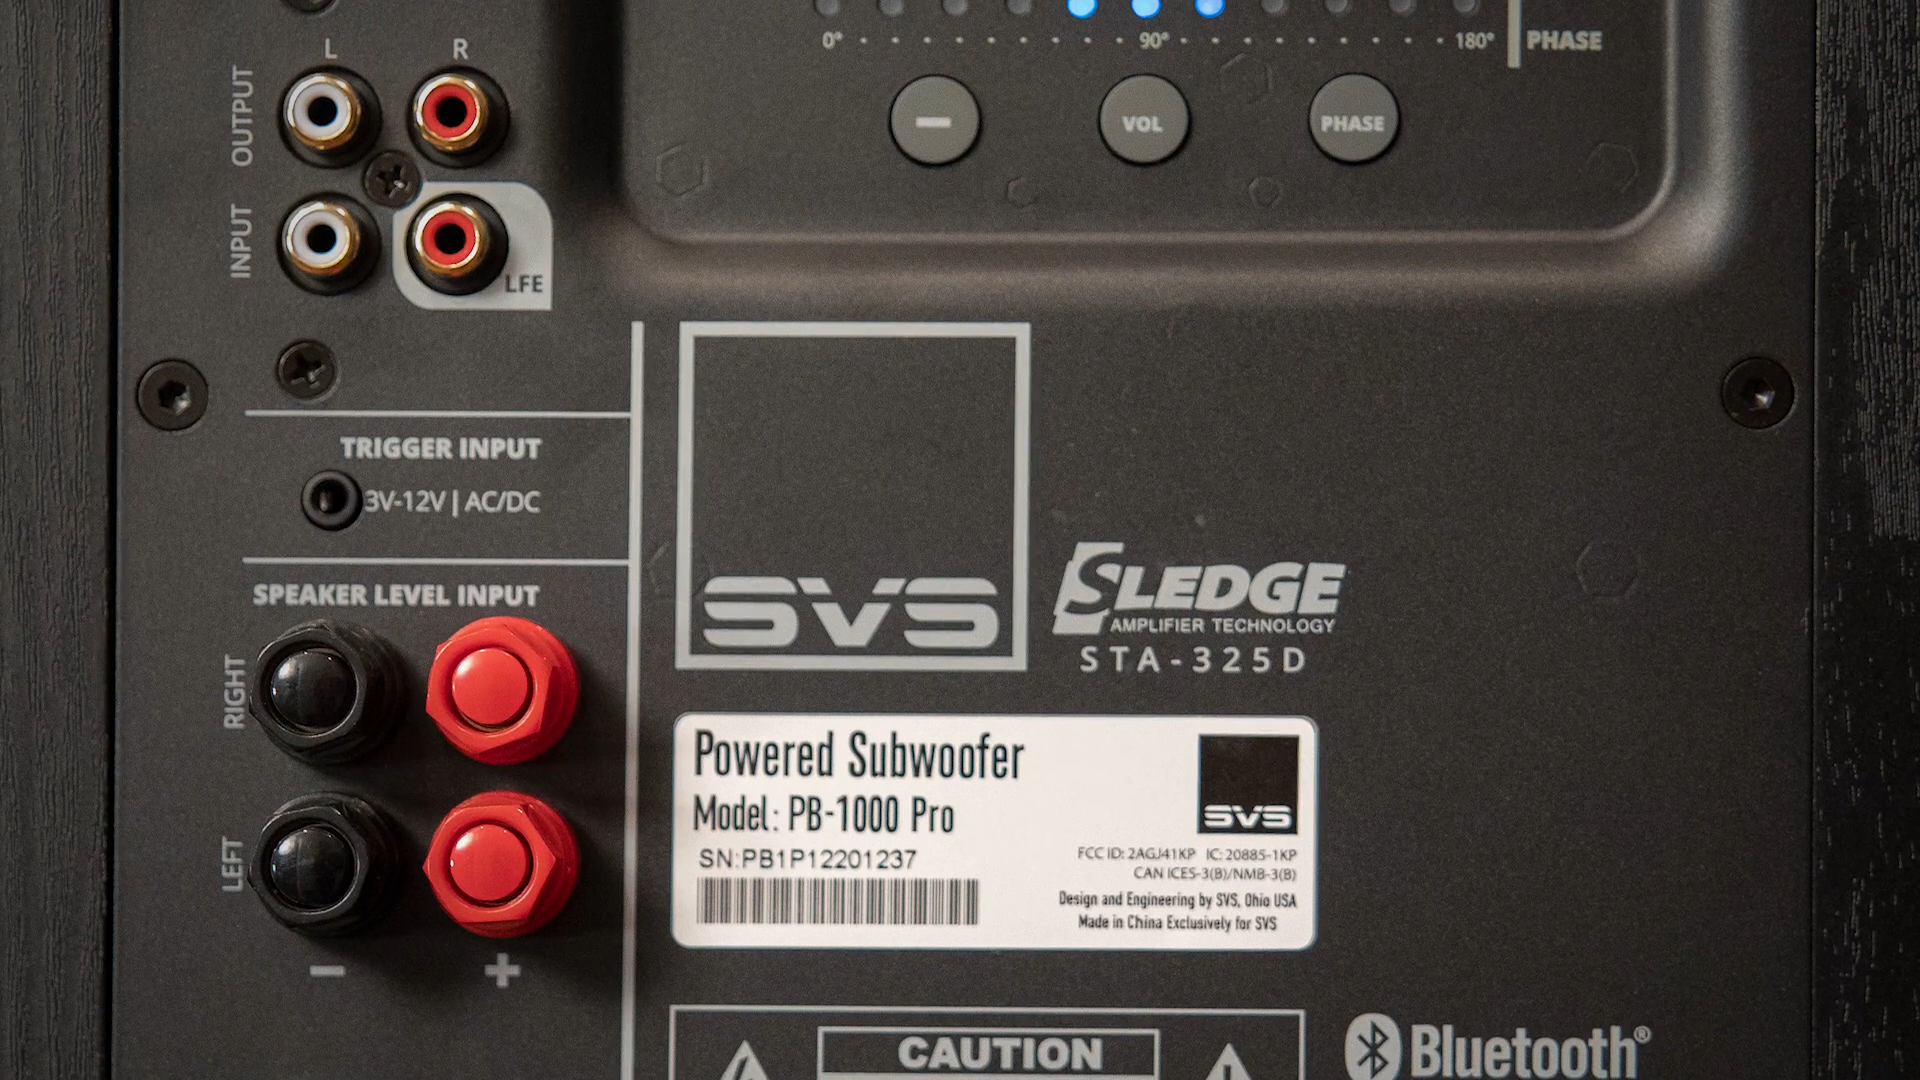 0° 90° 180° PHASE
L R
OUTPUT
VOL PHASE
INPUT
LFE
TRIGGER INPUT
3V-12V | AC/DC
SPEAKER LEVEL INPUT
RIGHT
LEFT
- +
SVS
SLEDGE
AMPLIFIER TECHNOLOGY
STA-325D
Powered Subwoofer
Model: PB-1000 Pro
SN:PB1P12201237
SVS
FCC ID: 2AGJ41KP IC: 20885-1KP
CAN ICES-3(B)/NMB-3(B)
Design and Engineering by SVS, Ohio USA
Made in China Exclusively for SVS
CAUTION
Bluetooth®